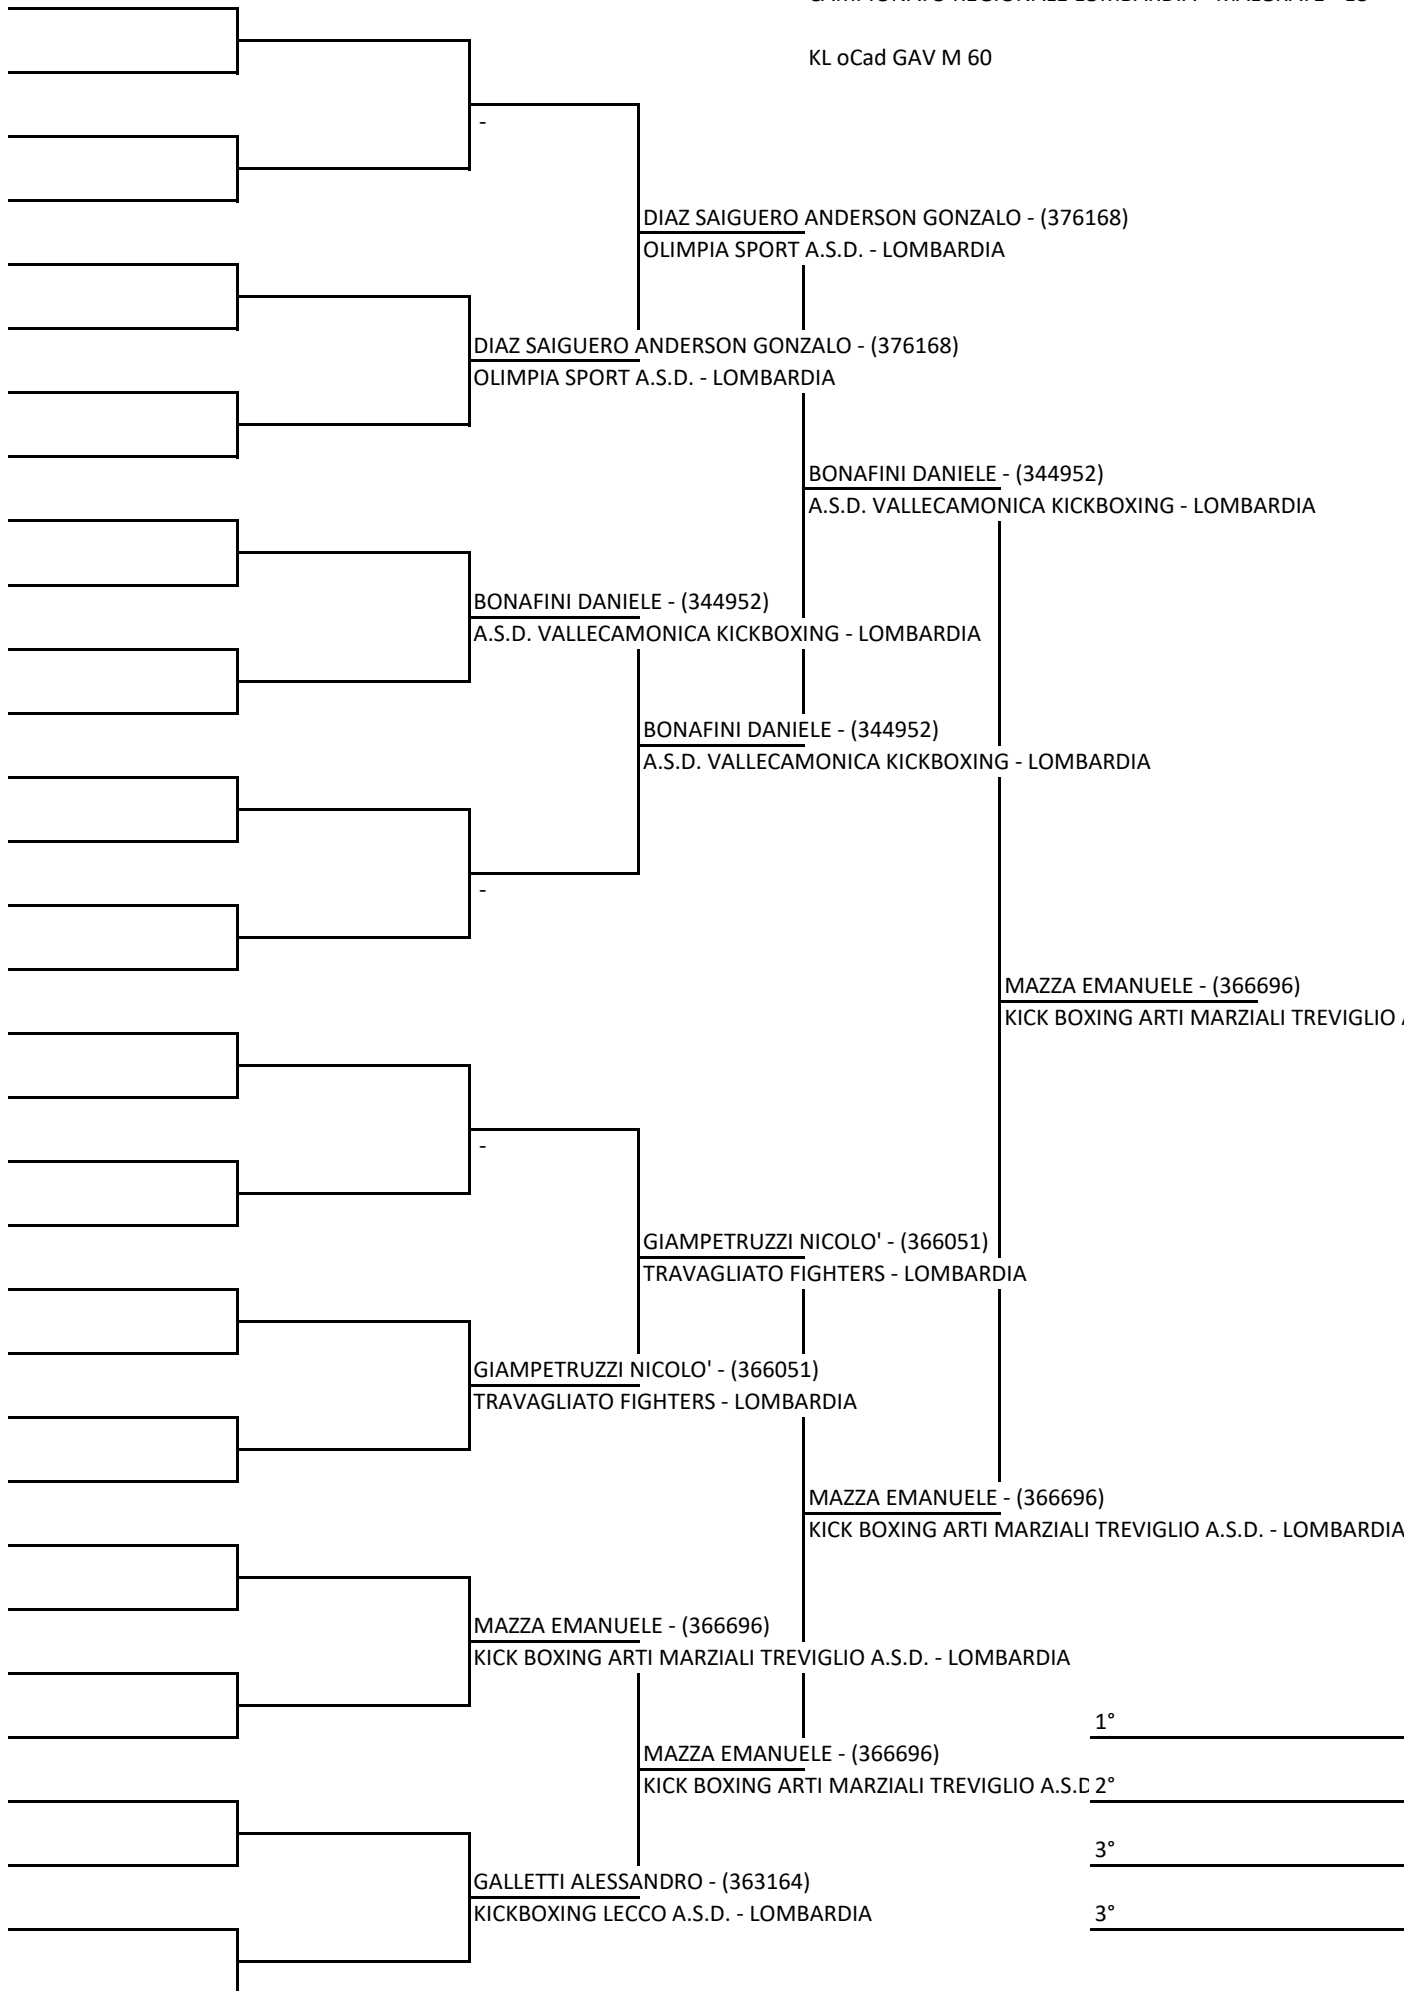 KL oCad GAV M 60
-
DIAZ SAIGUERO ANDERSON GONZALO - (376168)
OLIMPIA SPORT A.S.D. - LOMBARDIA
DIAZ SAIGUERO ANDERSON GONZALO - (376168)
OLIMPIA SPORT A.S.D. - LOMBARDIA
BONAFINI DANIELE - (344952)
A.S.D. VALLECAMONICA KICKBOXING - LOMBARDIA
BONAFINI DANIELE - (344952)
A.S.D. VALLECAMONICA KICKBOXING - LOMBARDIA
BONAFINI DANIELE - (344952)
A.S.D. VALLECAMONICA KICKBOXING - LOMBARDIA
-
MAZZA EMANUELE - (366696)
KICK BOXING ARTI MARZIALI TREVIGLIO
-
GIAMPETRUZZI NICOLO' - (366051)
TRAVAGLIATO FIGHTERS - LOMBARDIA
GIAMPETRUZZI NICOLO' - (366051)
TRAVAGLIATO FIGHTERS - LOMBARDIA
MAZZA EMANUELE - (366696)
KICK BOXING ARTI MARZIALI TREVIGLIO A.S.D. - LOMBARDIA
MAZZA EMANUELE - (366696)
KICK BOXING ARTI MARZIALI TREVIGLIO A.S.D. - LOMBARDIA
1°
MAZZA EMANUELE - (366696)
KICK BOXING ARTI MARZIALI TREVIGLIO A.S.D
2°
3°
GALLETTI ALESSANDRO - (363164)
KICKBOXING LECCO A.S.D. - LOMBARDIA
3°